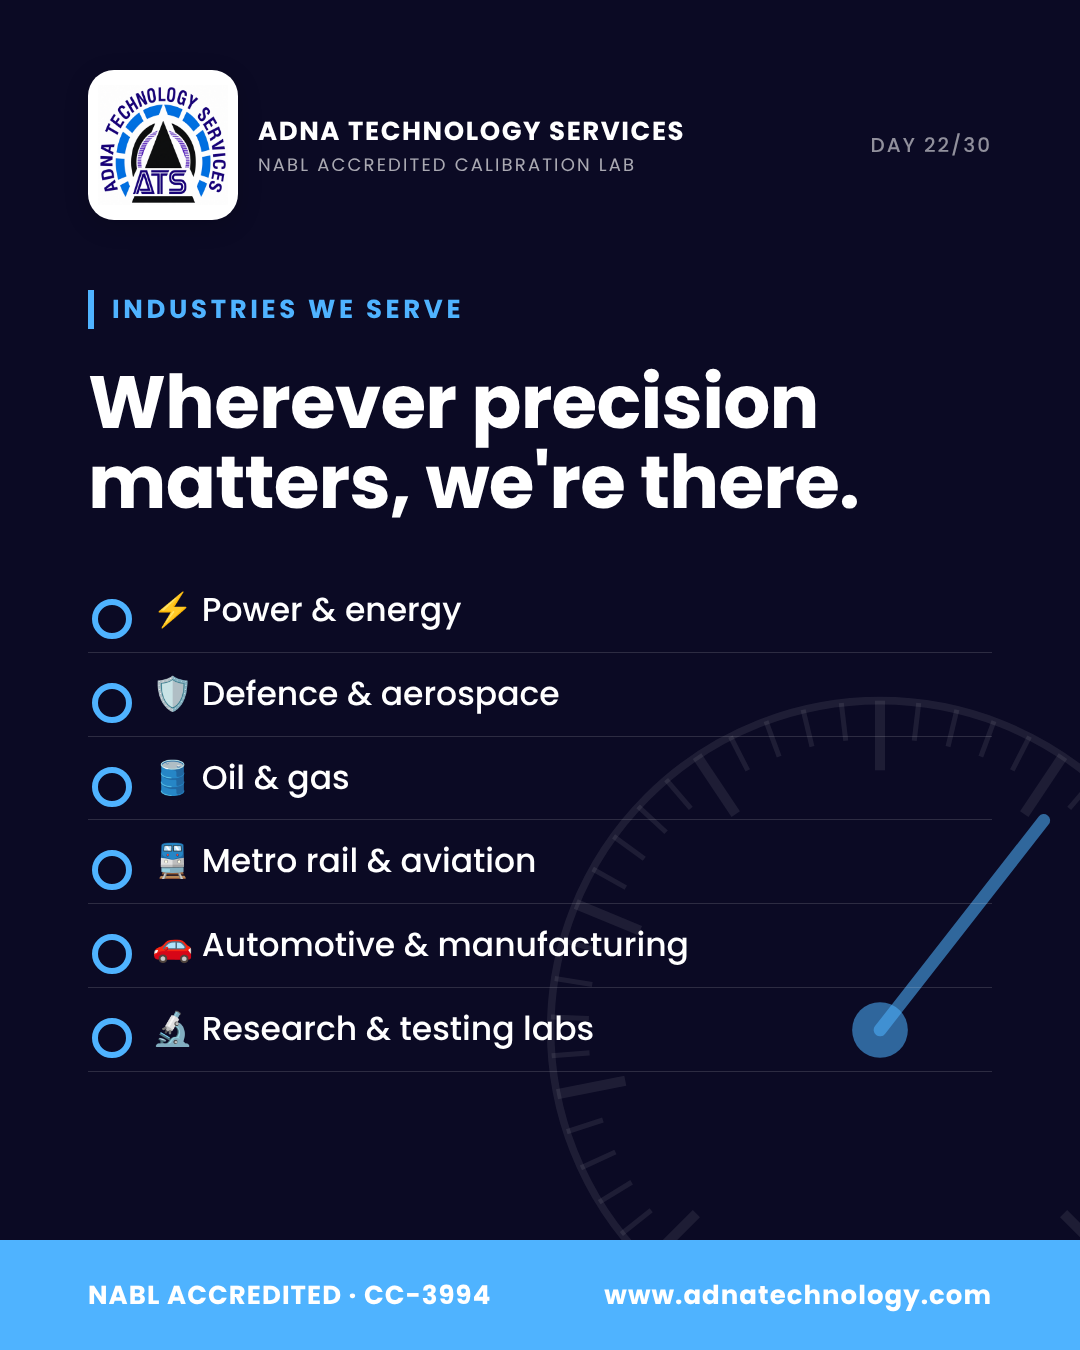 ADNA TECHNOLOGY SERVICES
ATS
ADNA TECHNOLOGY SERVICES
NABL ACCREDITED CALIBRATION LAB
DAY 22/30
INDUSTRIES WE SERVE
Wherever precision
matters, we're there.
⚡ Power & energy
🛡️ Defence & aerospace
🛢️ Oil & gas
🚆 Metro rail & aviation
🚗 Automotive & manufacturing
🔬 Research & testing labs
NABL ACCREDITED · CC-3994
www.adnatechnology.com